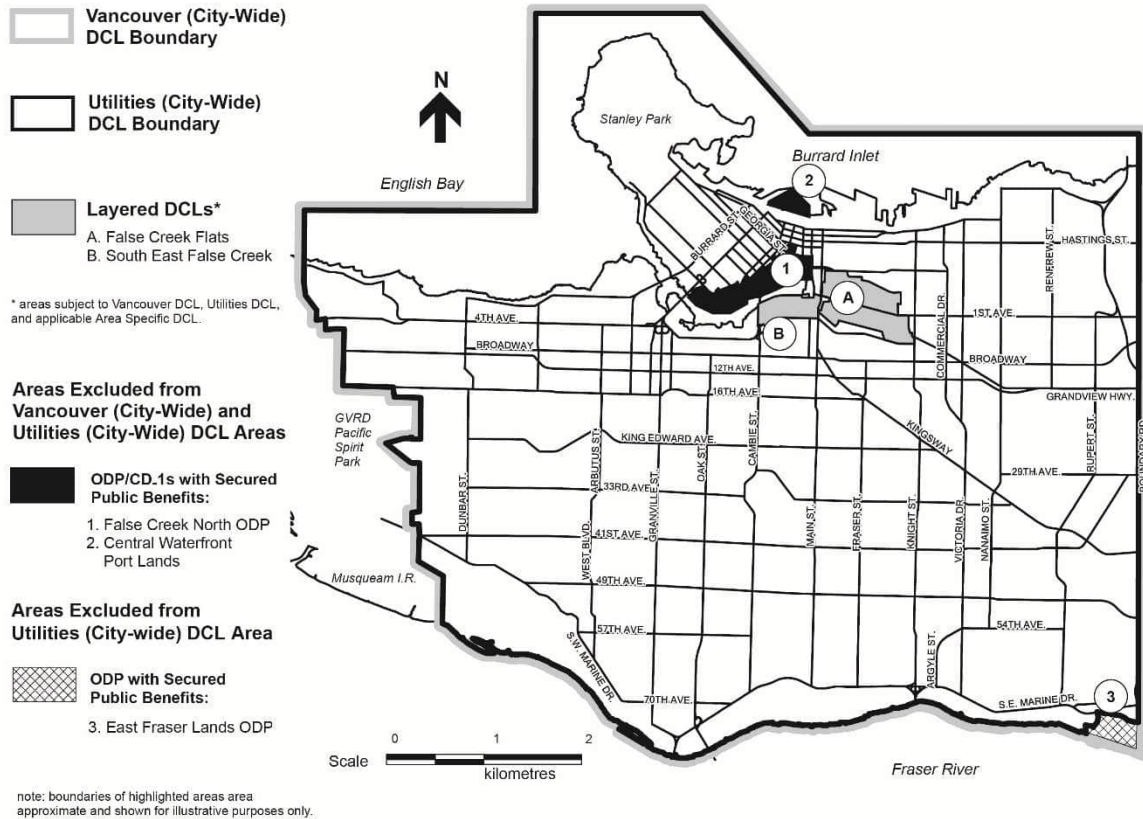 Vancouver (City-Wide)
DCL Boundary
Utilities (City-Wide)
DCL Boundary
Layered DCLs*
A. False Creek Flats
B. South East False Creek
* areas subject to Vancouver DCL, Utilities DCL,
and applicable Area Specific DCL.
Areas Excluded from
Vancouver (City-Wide) and
Utilities (City-Wide) DCL Areas
ODP/CD.1s with Secured
Public Benefits:
1. False Creek North ODP
2. Central Waterfront
Port Lands
Areas Excluded from
Utilities (City-wide) DCL Area
ODP with Secured
Public Benefits:
3. East Fraser Lands ODP
note: boundaries of highlighted areas area
approximate and shown for illustrative purposes only.
N
Stanley Park
English Bay
Burrard Inlet
2
BURRARD ST.
GEORGIA ST.
1
A
B
HASTINGS ST.
RENFREW ST.
COMMERCIAL DR.
4TH AVE.
1ST AVE.
BROADWAY
BROADWAY
12TH AVE.
16TH AVE.
GRANDVIEW HWY.
GVRD
Pacific
Spirit
Park
KING EDWARD AVE.
KINGSWAY
29TH AVE.
33RD AVE.
41ST AVE.
49TH AVE.
57TH AVE.
54TH AVE.
70TH AVE.
DUNBAR ST.
ARBUTUS ST.
WEST BLVD.
GRANVILLE ST.
OAK ST.
CAMBIE ST.
MAIN ST.
FRASER ST.
KNIGHT ST.
ARGYLE ST.
VICTORIA DR.
NANAIMO ST.
RUPERT ST.
Musqueam I.R.
S.W. MARINE DR.
S.E. MARINE DR.
3
Fraser River
0 1 2
Scale
kilometres